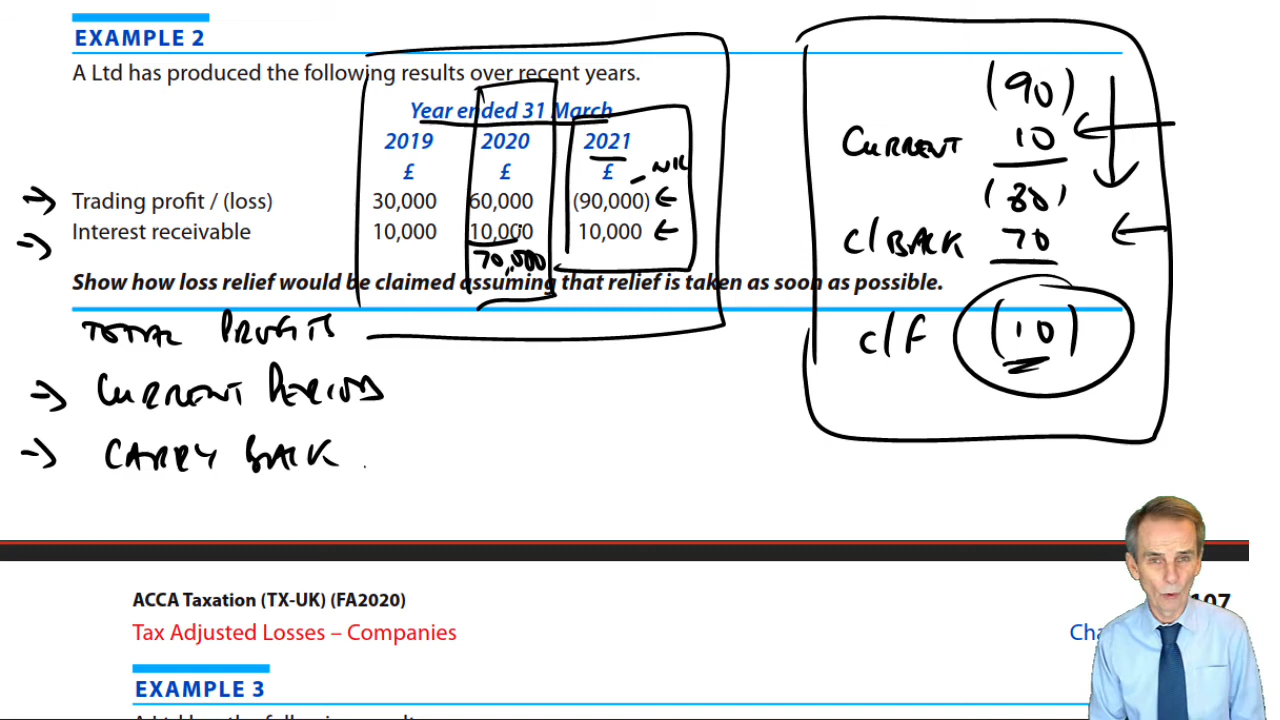 EXAMPLE 2
A Ltd has produced the following results over recent years.
Year ended 31 March
2019 2020 2021
£ £ £ NIL
Trading profit / (loss) 30,000 60,000 (90,000)
Interest receivable 10,000 10,000 10,000
70,000
Show how loss relief would be claimed assuming that relief is taken as soon as possible.
TOTAL PROFITS
→ CURRENT PERIOD
→ CARRY BACK
(90)
CURRENT 10
(80)
C/BACK 70
C/F (10)
107
ACCA Taxation (TX-UK) (FA2020)
Tax Adjusted Losses – Companies
EXAMPLE 3